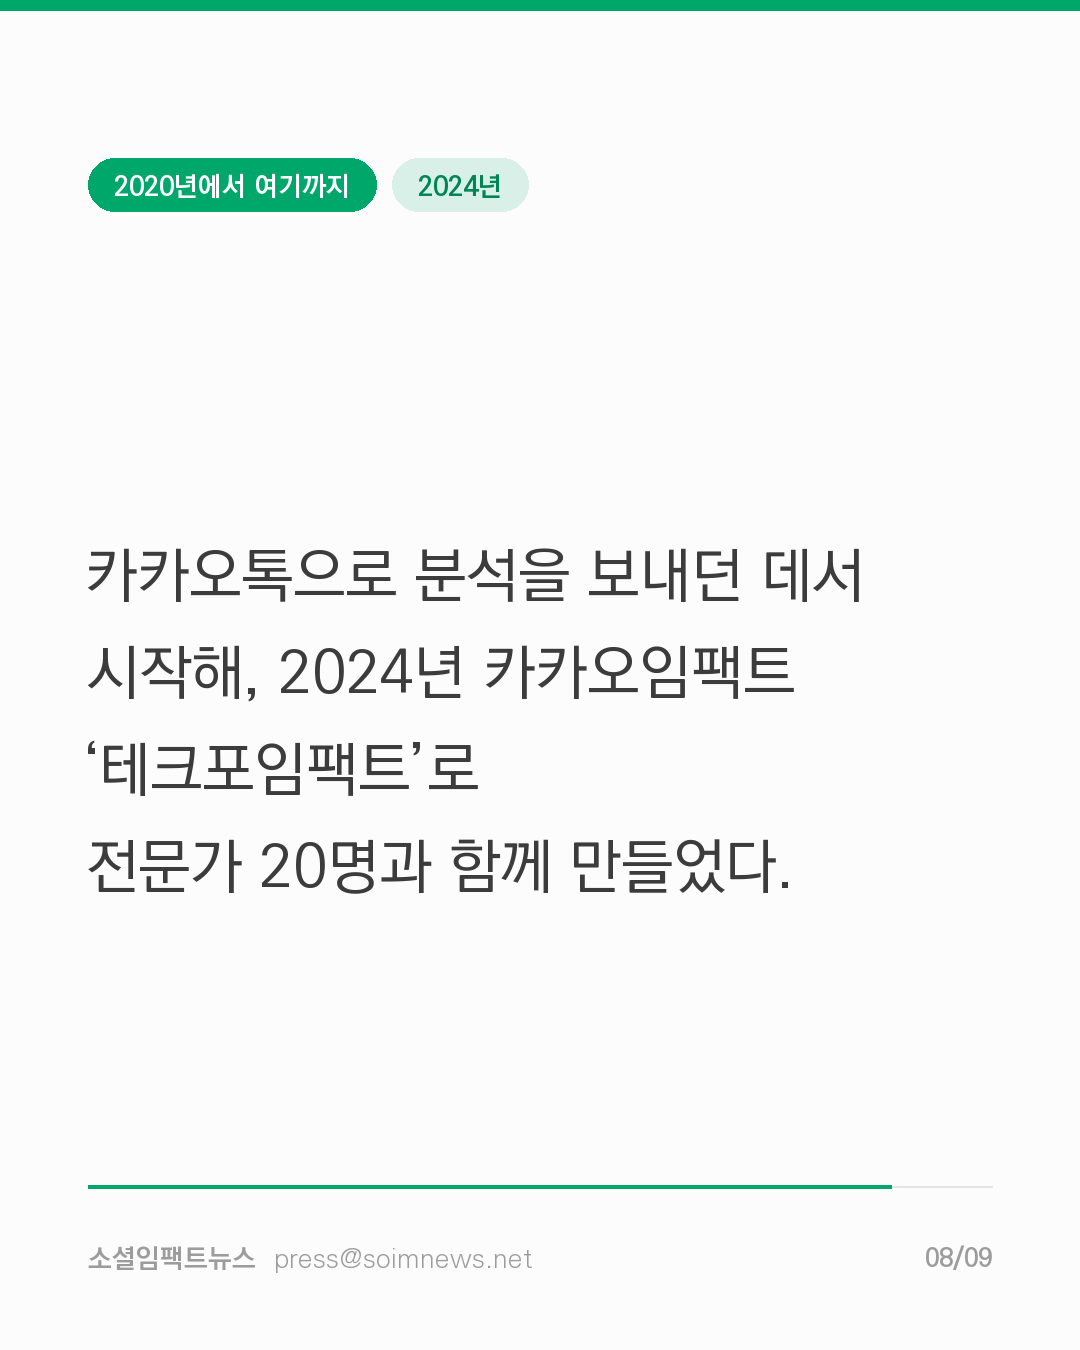 2020년에서 여기까지 2024년
카카오톡으로 분석을 보내던 데서
시작해, 2024년 카카오임팩트
‘테크포임팩트’로
전문가 20명과 함께 만들었다.
소셜임팩트뉴스 press@soimnews.net 08/09